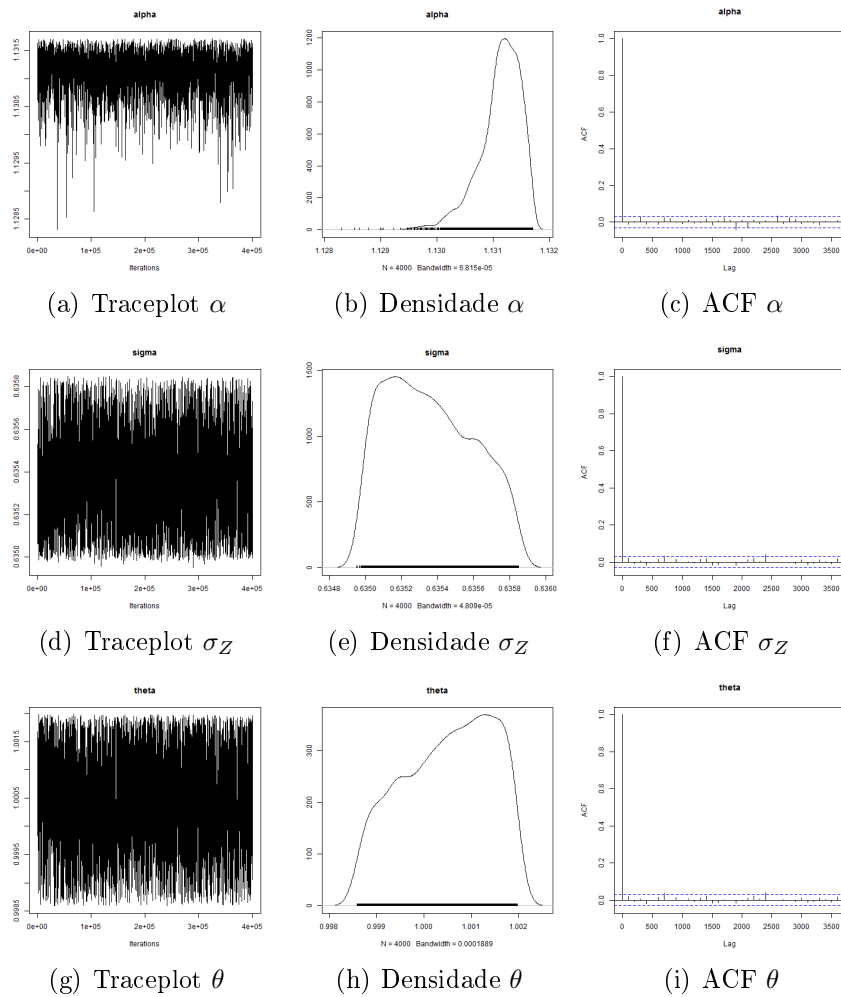 alpha
1.1285 1.1295 1.1305 1.1315
0e+00 1e+05 2e+05 3e+05 4e+05
Iterations
(a) Traceplot α
alpha
0 200 400 600 800 1000 1200
1.128 1.129 1.130 1.131 1.132
N = 4000 Bandwidth = 6.815e-05
(b) Densidade α
alpha
ACF
0.0 0.2 0.4 0.6 0.8 1.0
0 500 1000 1500 2000 2500 3000 3500
Lag
(c) ACF α
sigma
0.6350 0.6352 0.6354 0.6356 0.6358
0e+00 1e+05 2e+05 3e+05 4e+05
Iterations
(d) Traceplot σZ
sigma
0 500 1000 1500
0.6348 0.6350 0.6352 0.6354 0.6356 0.6358 0.6360
N = 4000 Bandwidth = 4.809e-05
(e) Densidade σZ
sigma
ACF
0.0 0.2 0.4 0.6 0.8 1.0
0 500 1000 1500 2000 2500 3000 3500
Lag
(f) ACF σZ
theta
0.9985 0.9995 1.0005 1.0015
0e+00 1e+05 2e+05 3e+05 4e+05
Iterations
(g) Traceplot θ
theta
0 100 200 300
0.998 0.999 1.000 1.001 1.002
N = 4000 Bandwidth = 0.0001889
(h) Densidade θ
theta
ACF
0.0 0.2 0.4 0.6 0.8 1.0
0 500 1000 1500 2000 2500 3000 3500
Lag
(i) ACF θ